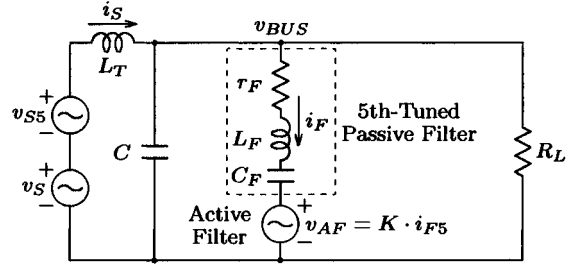 i_S
v_BUS
L_T
r_F
i_F
5th-Tuned
Passive Filter
v_S5
+
−
L_F
C
C_F
R_L
v_S
+
−
Active
Filter
+
−
v_AF = K · i_F5